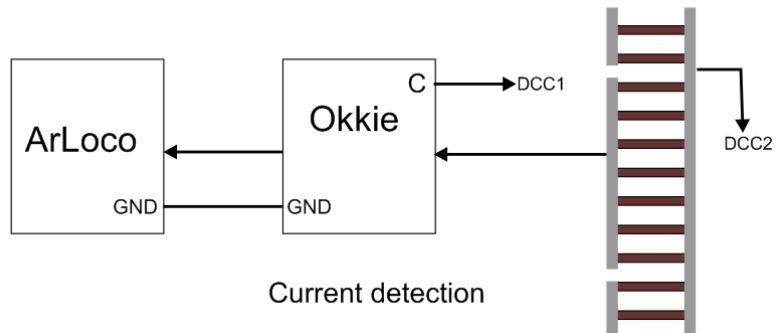 C
DCC1
Okkie
ArLoco
DCC2
GND
GND
Current detection